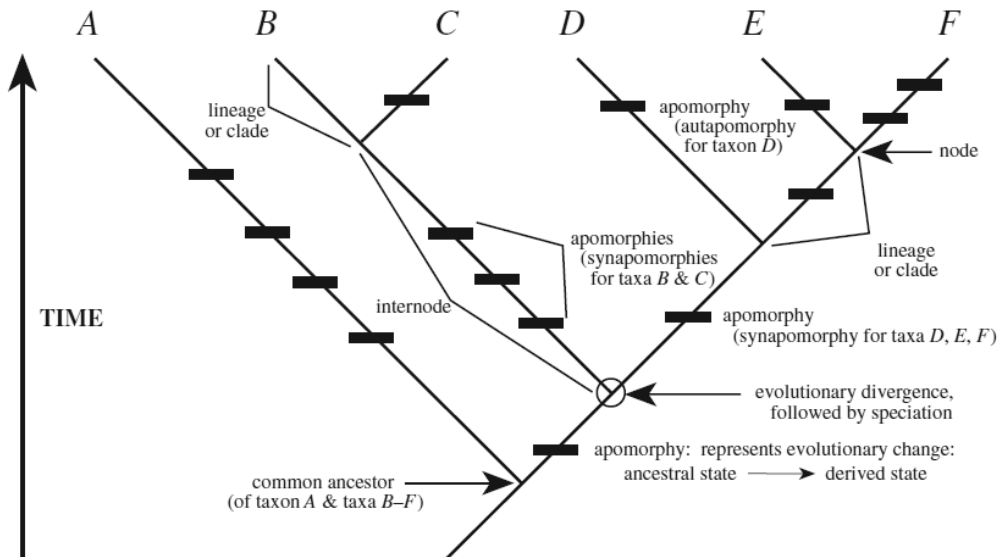 A B C D E F
lineage
or clade
apomorphy
(autapomorphy
for taxon D)
node
apomorphies
(synapomorphies
for taxa B & C)
lineage
or clade
internode
TIME
apomorphy
(synapomorphy for taxa D, E, F)
evolutionary divergence,
followed by speciation
apomorphy: represents evolutionary change:
ancestral state derived state
common ancestor
(of taxon A & taxa B–F)